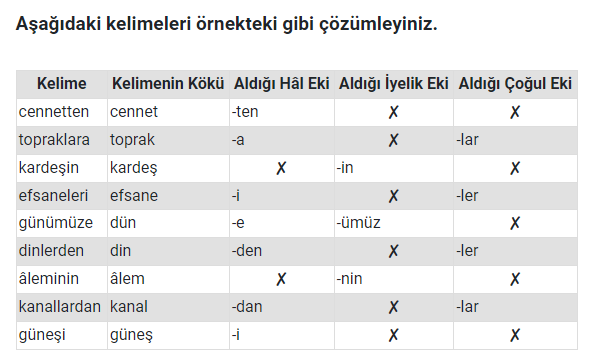 Aşağıdaki kelimeleri örnekteki gibi çözümleyiniz.
Kelime Kelimenin Kökü Aldığı Hâl Eki Aldığı İyelik Eki Aldığı Çoğul Eki
cennetten cennet -ten ✗ ✗
topraklara toprak -a ✗ -lar
kardeşin kardeş ✗ -in ✗
efsaneleri efsane -i ✗ -ler
günümüze dün -e -ümüz ✗
dinlerden din -den ✗ -ler
âleminin âlem ✗ -nin ✗
kanallardan kanal -dan ✗ -lar
güneşi güneş -i ✗ ✗